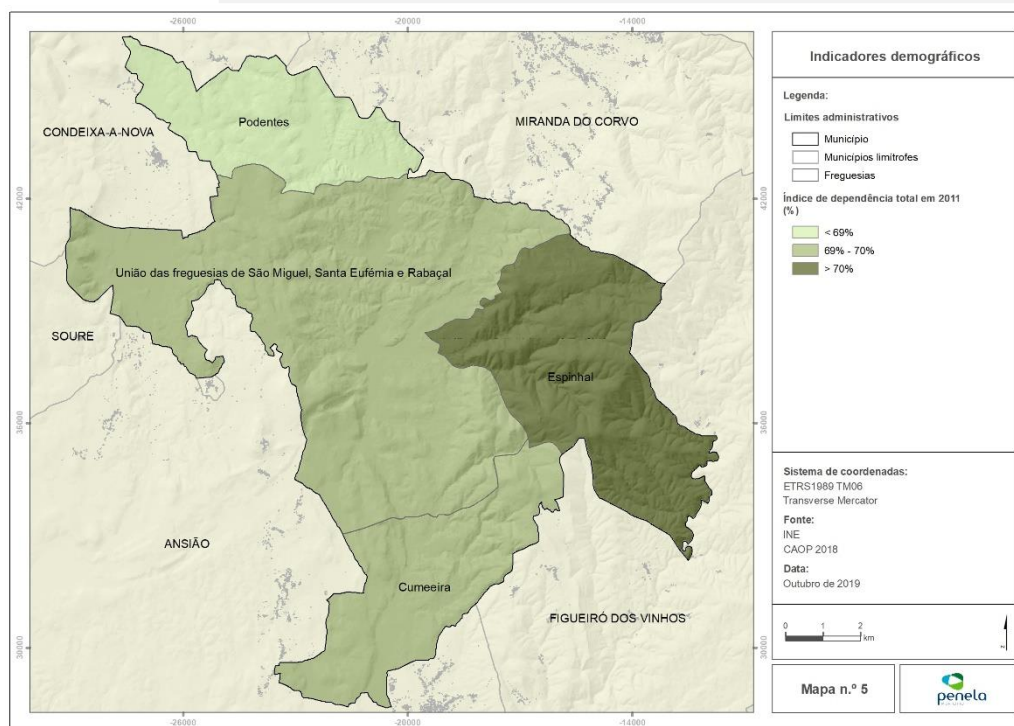 -26000
-20000
-14000
42000
42000
36000
36000
30000
30000
CONDEIXA-A-NOVA
Podentes
MIRANDA DO CORVO
União das freguesias de São Miguel, Santa Eufémia e Rabaçal
SOURE
Espinhal
ANSIÃO
Cumeeira
FIGUEIRÓ DOS VINHOS
-26000
-20000
-14000
Indicadores demográficos
Legenda:
Limites administrativos
Município
Municípios limítrofes
Freguesias
Índice de dependência total em 2011
(%)
< 69%
69% - 70%
> 70%
Sistema de coordenadas:
ETRS1989 TM06
Transverse Mercator
Fonte:
INE
CAOP 2018
Data:
Outubro de 2019
0 1 2
km
Mapa n.º 5
penela